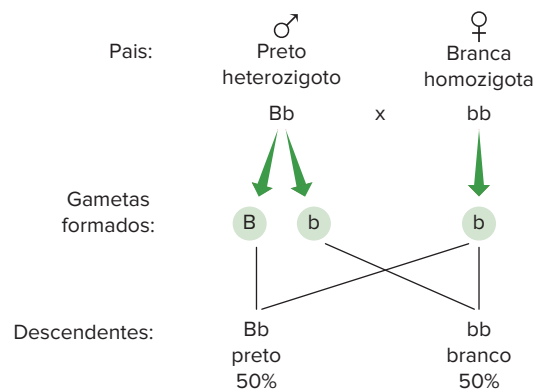 ♂ ♀
Pais: Preto Branca
heterozigoto homozigota
Bb x bb
Gametas
formados: B b b
Descendentes: Bb bb
preto branco
50% 50%